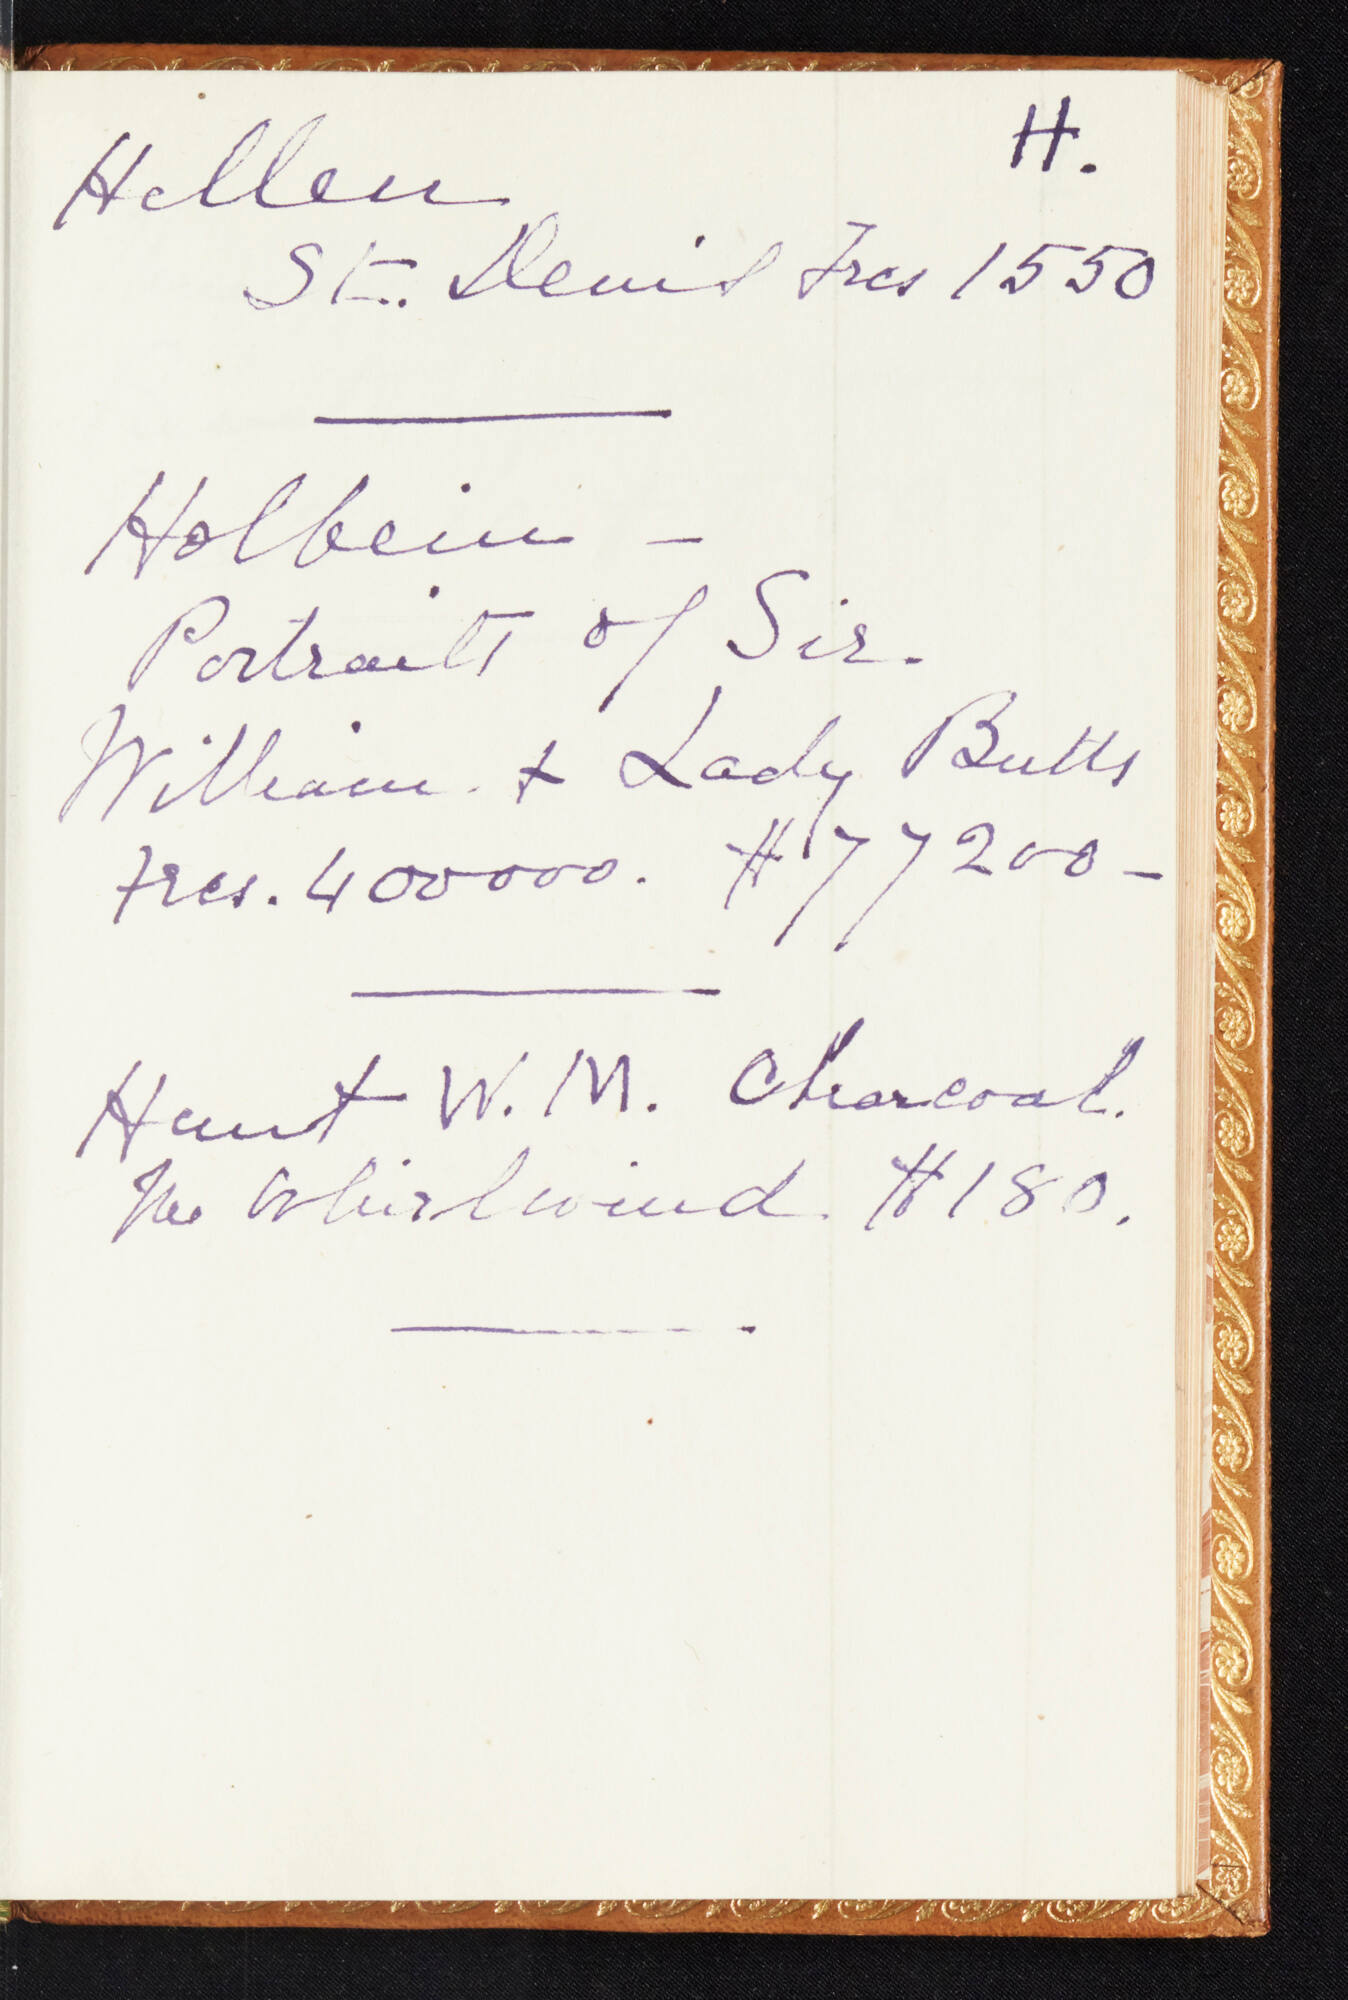 H.
Helleu
St. Denis Frcs 1550
Holbein -
Portraits of Sir.
William. & Lady Butts
Frcs. 400000. $77200-
Hunt W. M. Charcoal.
The Whirlwind $180.